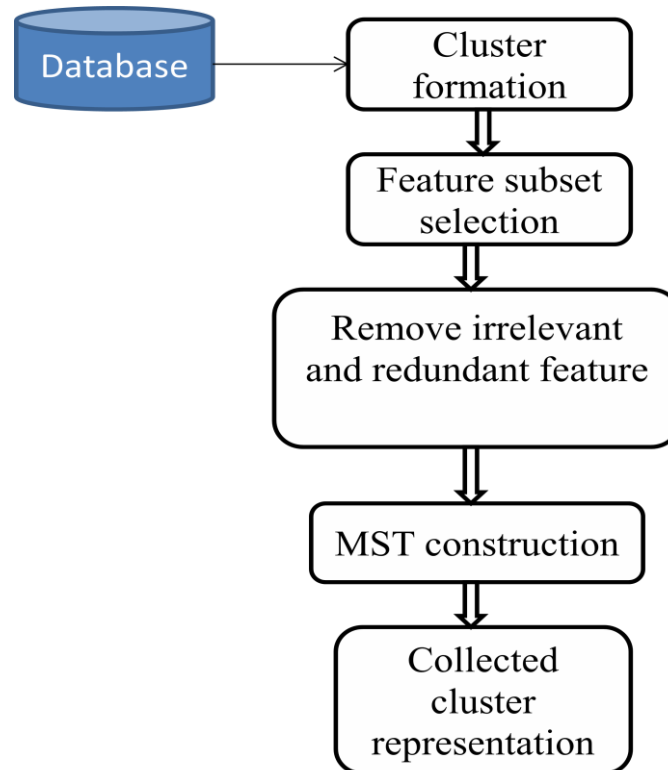 Database
Cluster
formation
Feature subset
selection
Remove irrelevant
and redundant feature
MST construction
Collected
cluster
representation